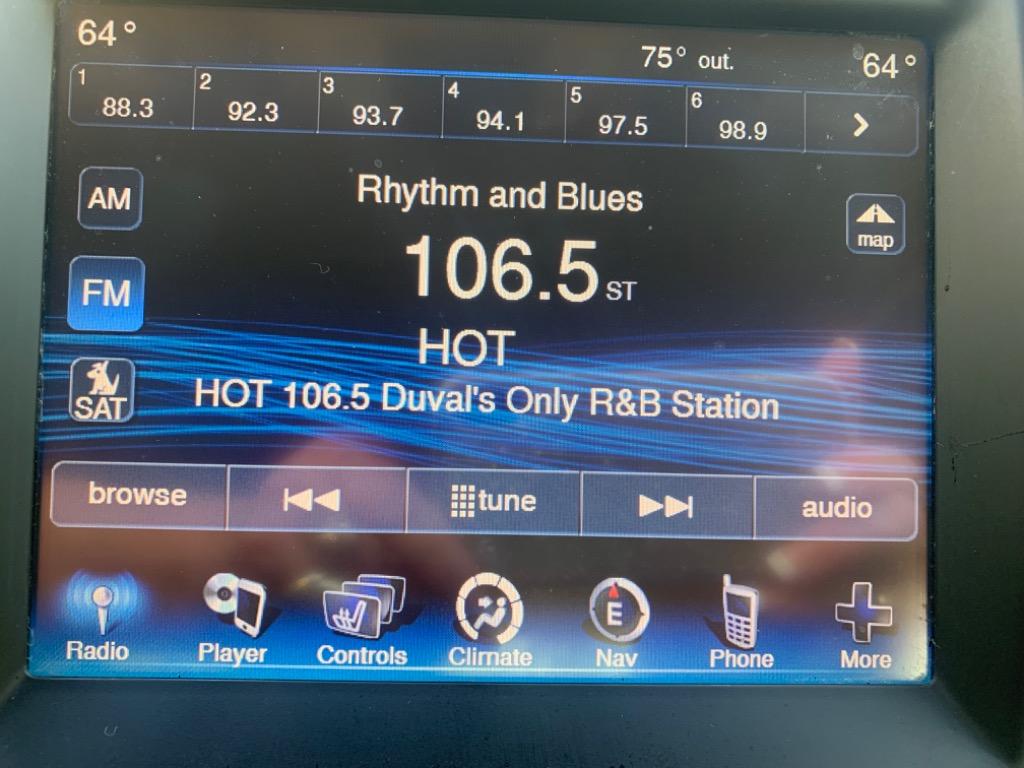 64°
75° out.
64°
1 88.3
2 92.3
3 93.7
4 94.1
5 97.5
6 98.9
AM
Rhythm and Blues
map
106.5 ST
FM
HOT
SAT
HOT 106.5 Duval's Only R&B Station
browse
tune
audio
E
Radio
Player
Controls
Climate
Nav
Phone
More